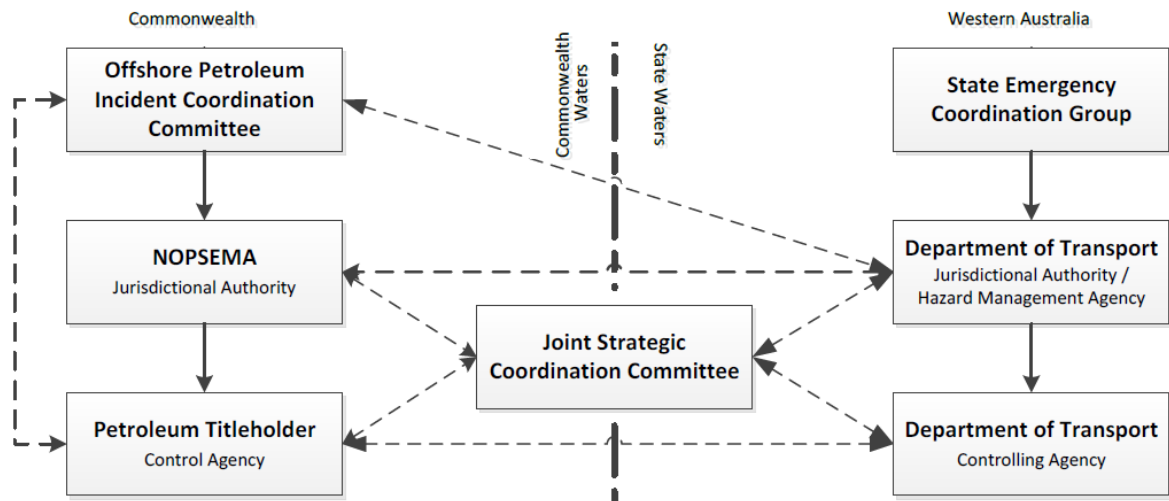 Commonwealth
Western Australia
Offshore Petroleum
Incident Coordination
Committee
Commonwealth
Waters
State Waters
State Emergency
Coordination Group
NOPSEMA
Jurisdictional Authority
Department of Transport
Jurisdictional Authority /
Hazard Management Agency
Joint Strategic
Coordination Committee
Petroleum Titleholder
Control Agency
Department of Transport
Controlling Agency